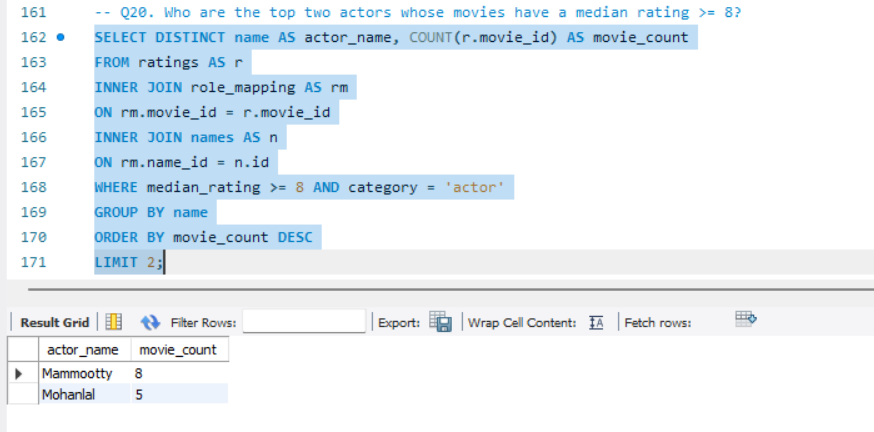 161 -- Q20. Who are the top two actors whose movies have a median rating >= 8?
162 SELECT DISTINCT name AS actor_name, COUNT(r.movie_id) AS movie_count
163 FROM ratings AS r
164 INNER JOIN role_mapping AS rm
165 ON rm.movie_id = r.movie_id
166 INNER JOIN names AS n
167 ON rm.name_id = n.id
168 WHERE median_rating >= 8 AND category = 'actor'
169 GROUP BY name
170 ORDER BY movie_count DESC
171 LIMIT 2;
Result Grid Filter Rows: Export: Wrap Cell Content: IA Fetch rows:
actor_name movie_count
Mammootty 8
Mohanlal 5